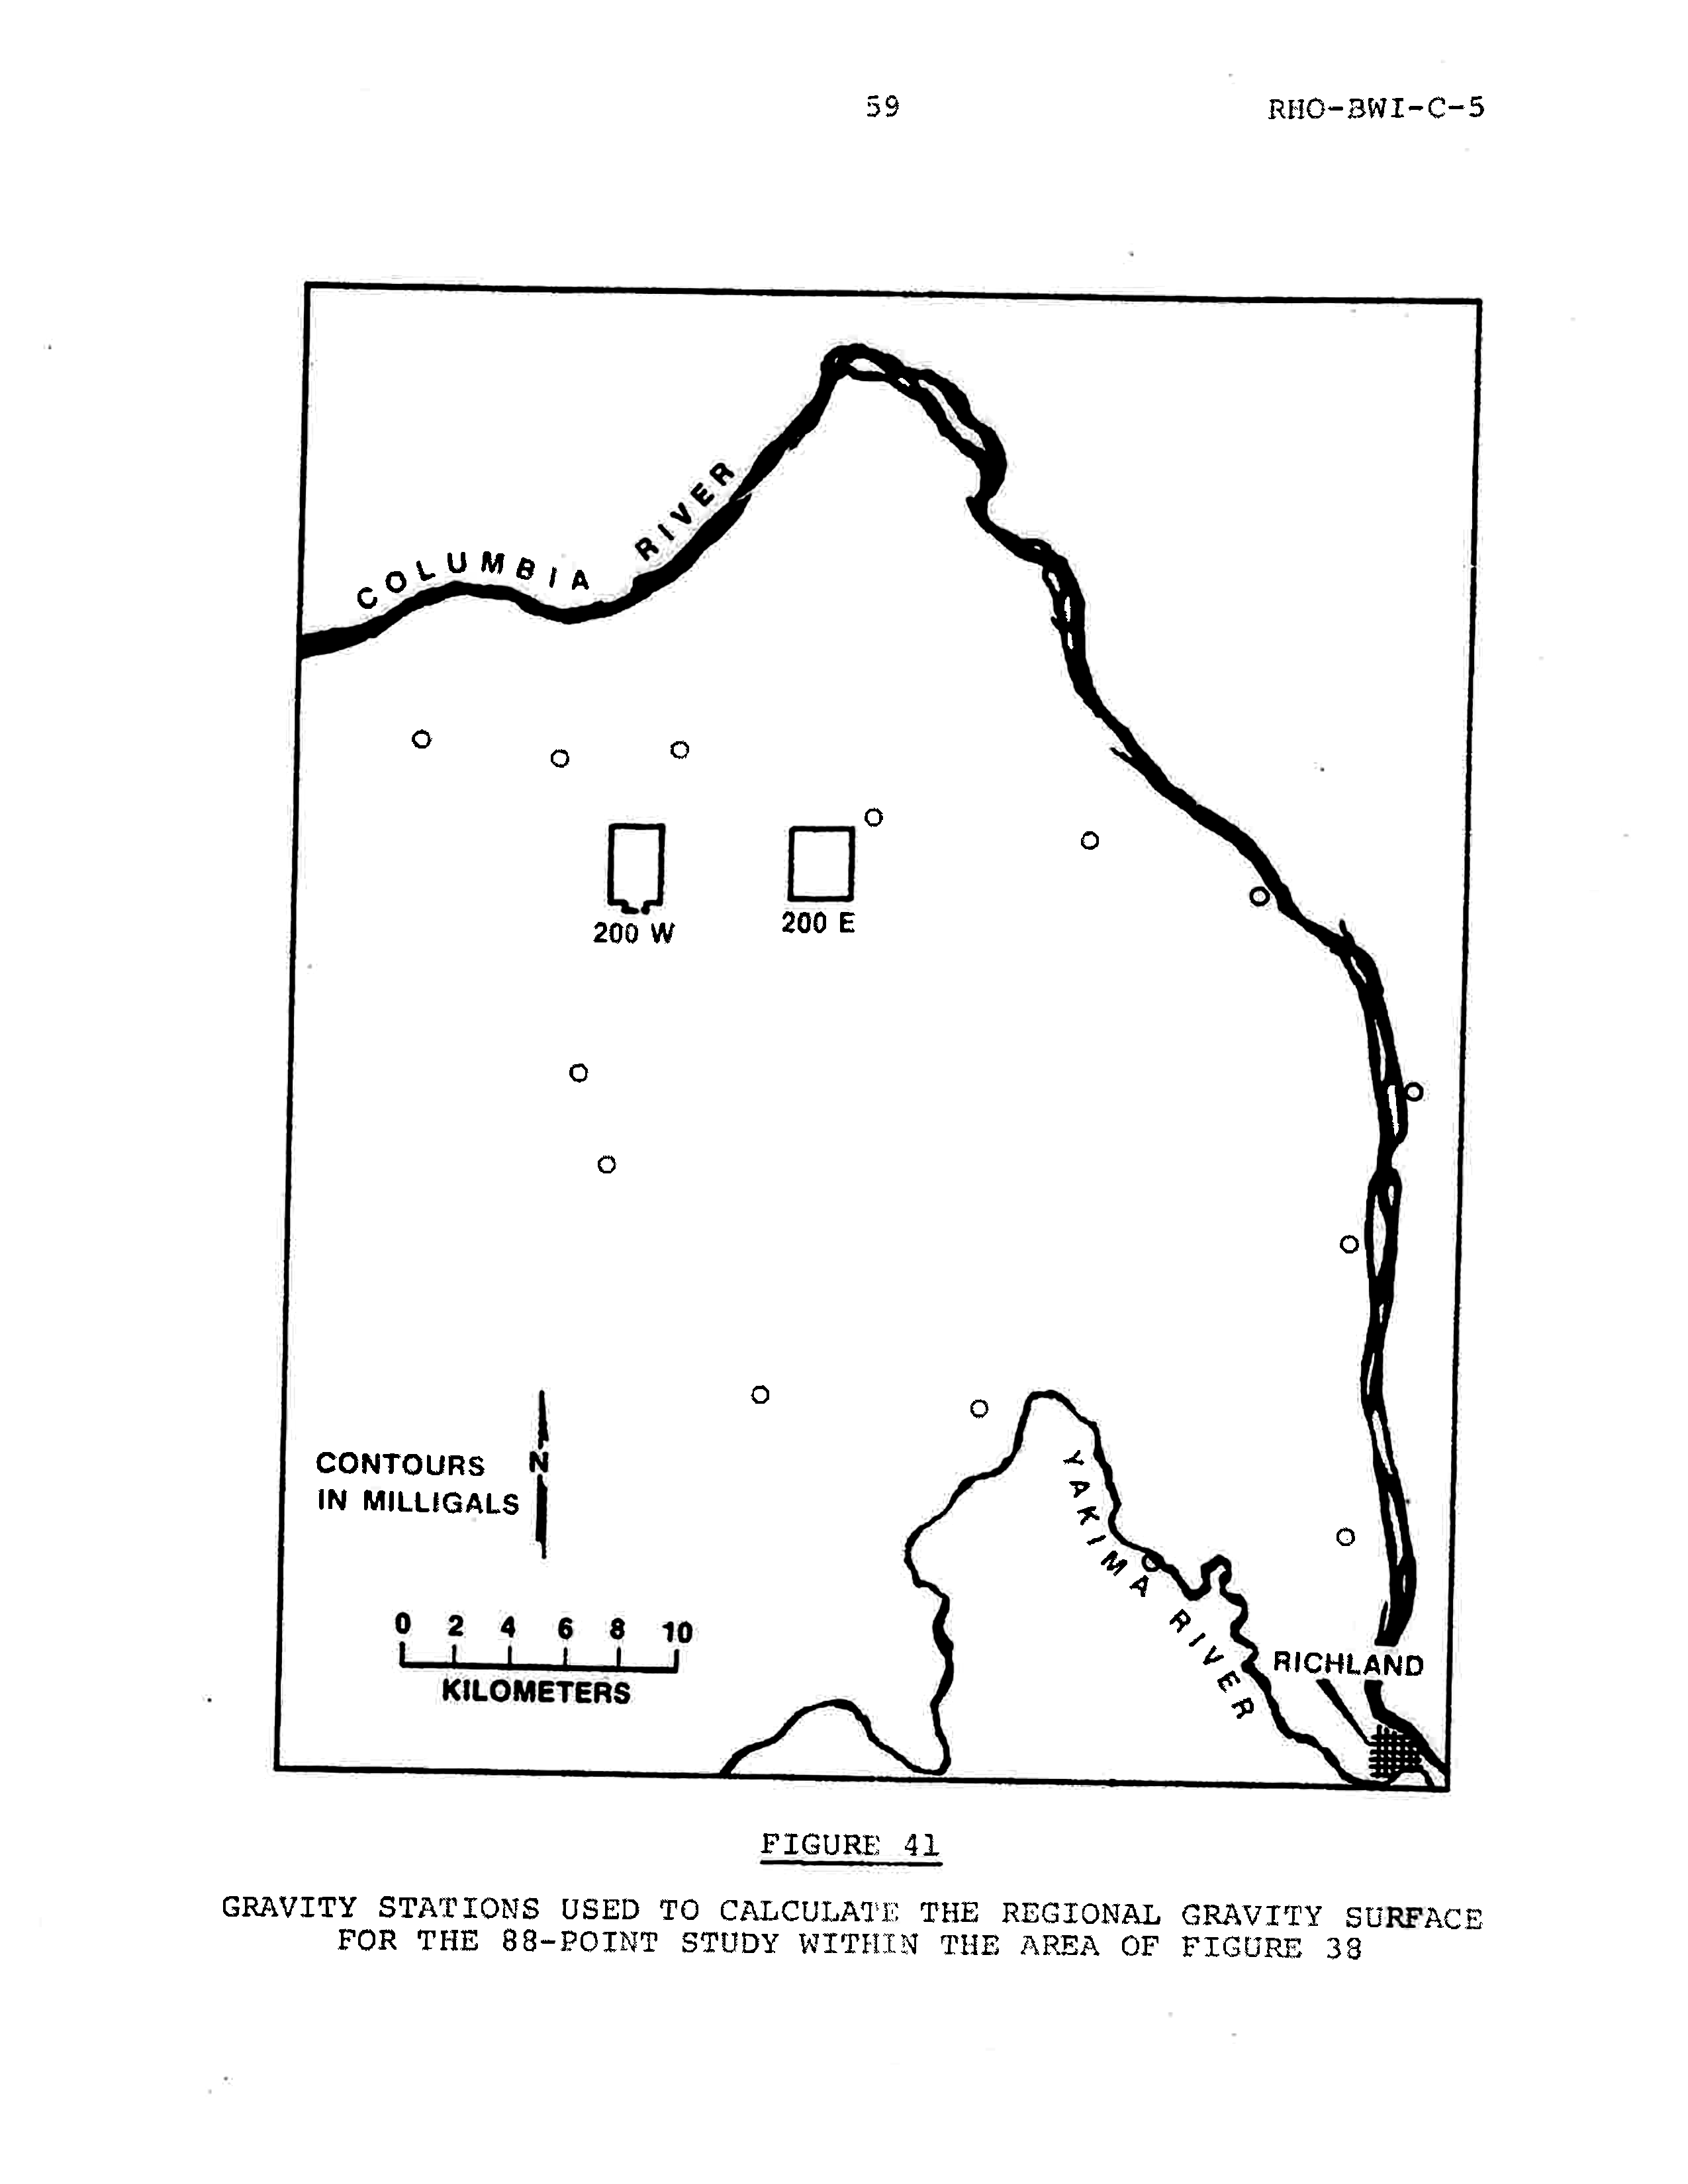 59
RHO-BWI-C-5
COLUMBIA RIVER
200 W
200 E
CONTOURS
IN MILLIGALS
N
0 2 4 6 8 10
KILOMETERS
YAKIMA RIVER
RICHLAND
FIGURE 41
GRAVITY STATIONS USED TO CALCULATE THE REGIONAL GRAVITY SURFACE
FOR THE 88-POINT STUDY WITHIN THE AREA OF FIGURE 38